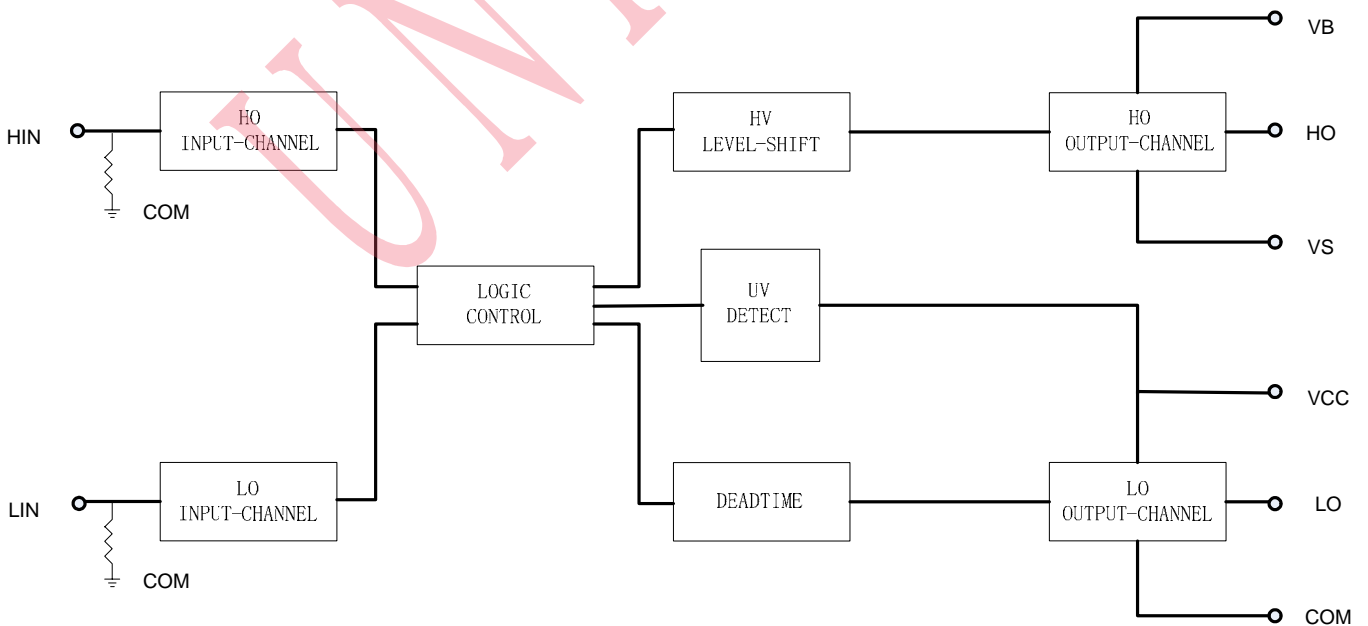 VB
HIN
HO
INPUT-CHANNEL
HV
LEVEL-SHIFT
HO
OUTPUT-CHANNEL
HO
COM
VS
LOGIC
CONTROL
UV
DETECT
VCC
LIN
LO
INPUT-CHANNEL
DEADTIME
LO
OUTPUT-CHANNEL
LO
COM
COM